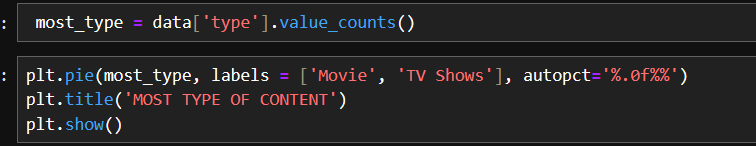 : most_type = data['type'].value_counts()
: plt.pie(most_type, labels = ['Movie', 'TV Shows'], autopct='%.0f%%')
plt.title('MOST TYPE OF CONTENT')
plt.show()